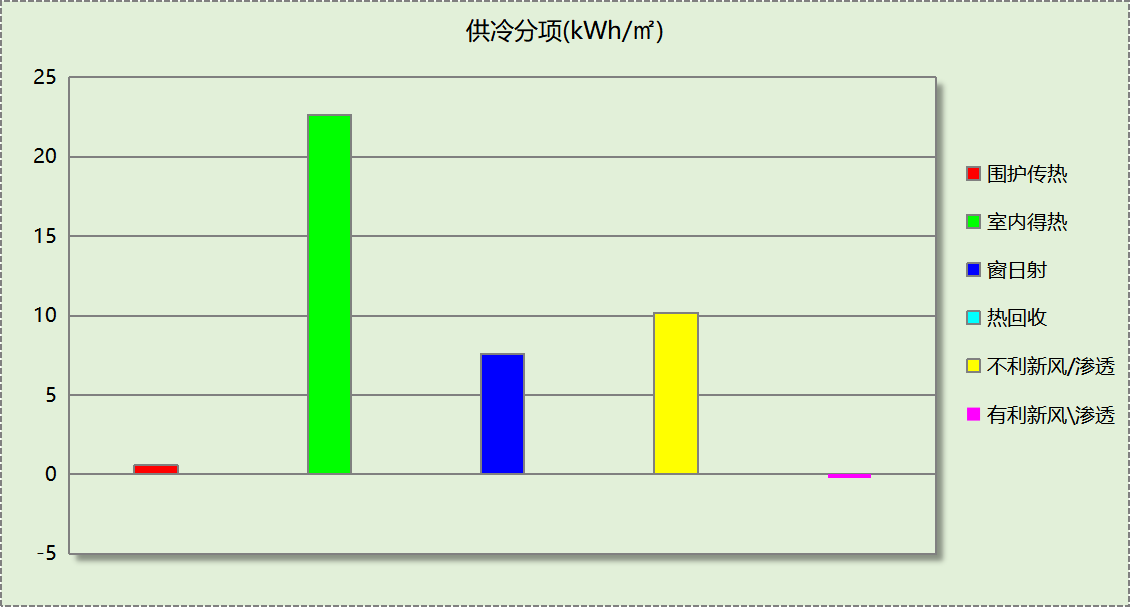 供冷分项(kWh/㎡)
25
20
15
10
5
0
-5
围护传热
室内得热
窗日射
热回收
不利新风/渗透
有利新风\渗透